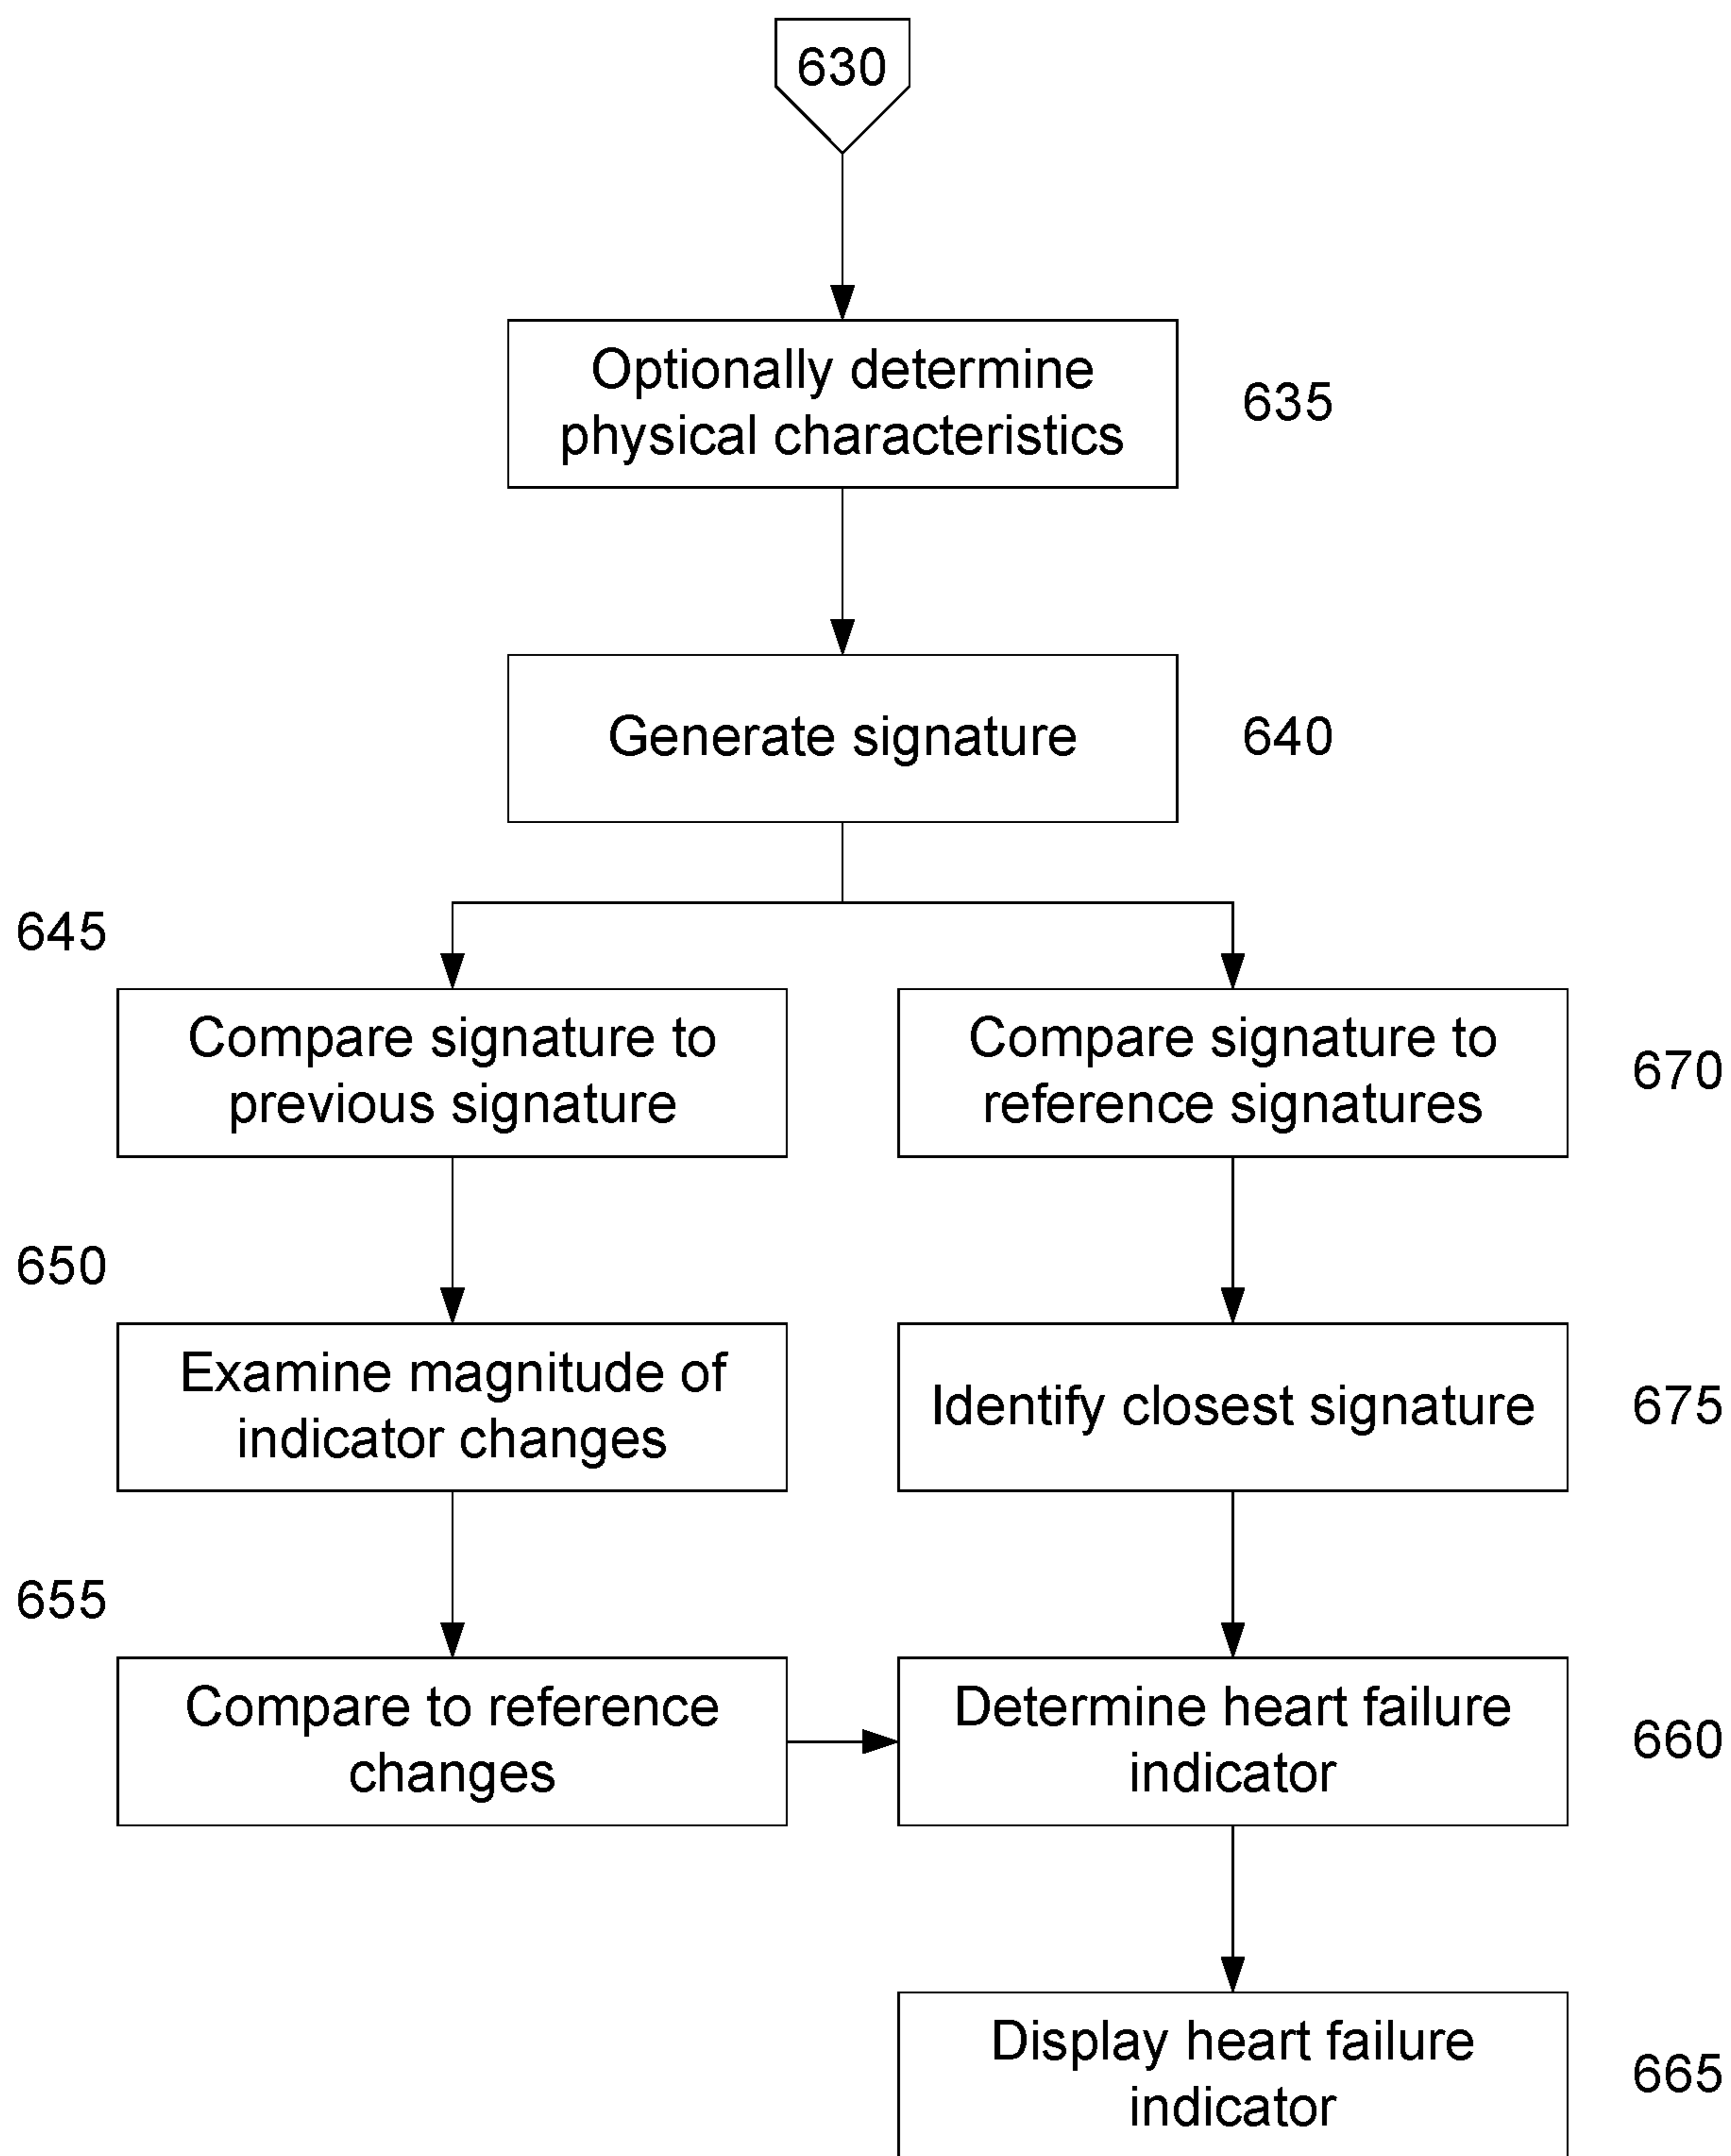 630
Optionally determine
physical characteristics
635
Generate signature
640
645
Compare signature to
previous signature
Compare signature to
reference signatures
670
650
Examine magnitude of
indicator changes
Identify closest signature
675
655
Compare to reference
changes
Determine heart failure
indicator
660
Display heart failure
indicator
665